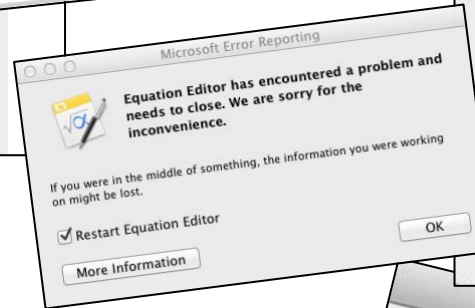 Microsoft Error Reporting
Equation Editor has encountered a problem and
needs to close. We are sorry for the
inconvenience.
If you were in the middle of something, the information you were working
on might be lost.
Restart Equation Editor
More Information
OK